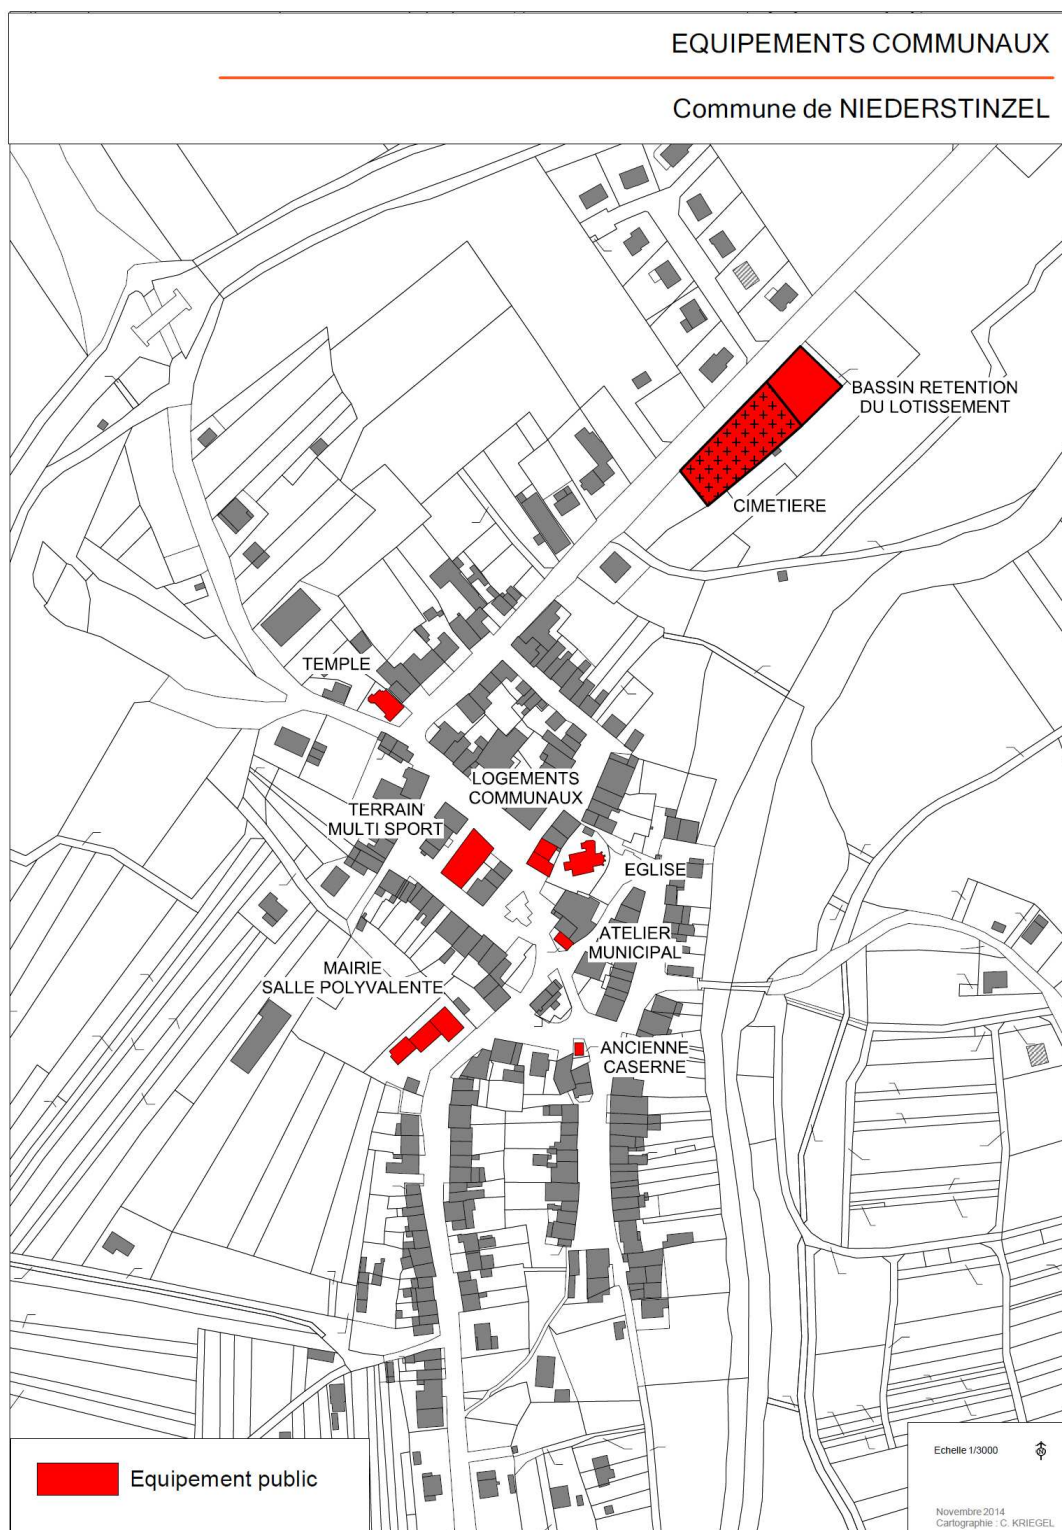 EQUIPEMENTS COMMUNAUX
Commune de NIEDERSTINZEL
BASSIN RETENTION
DU LOTISSEMENT
CIMETIERE
TEMPLE
LOGEMENTS
COMMUNAUX
TERRAIN
MULTI SPORT
EGLISE
ATELIER
MUNICIPAL
MAIRIE
SALLE POLYVALENTE
ANCIENNE
CASERNE
Equipement public
Echelle 1/3000
N
Novembre 2014
Cartographie : C. KRIEGEL